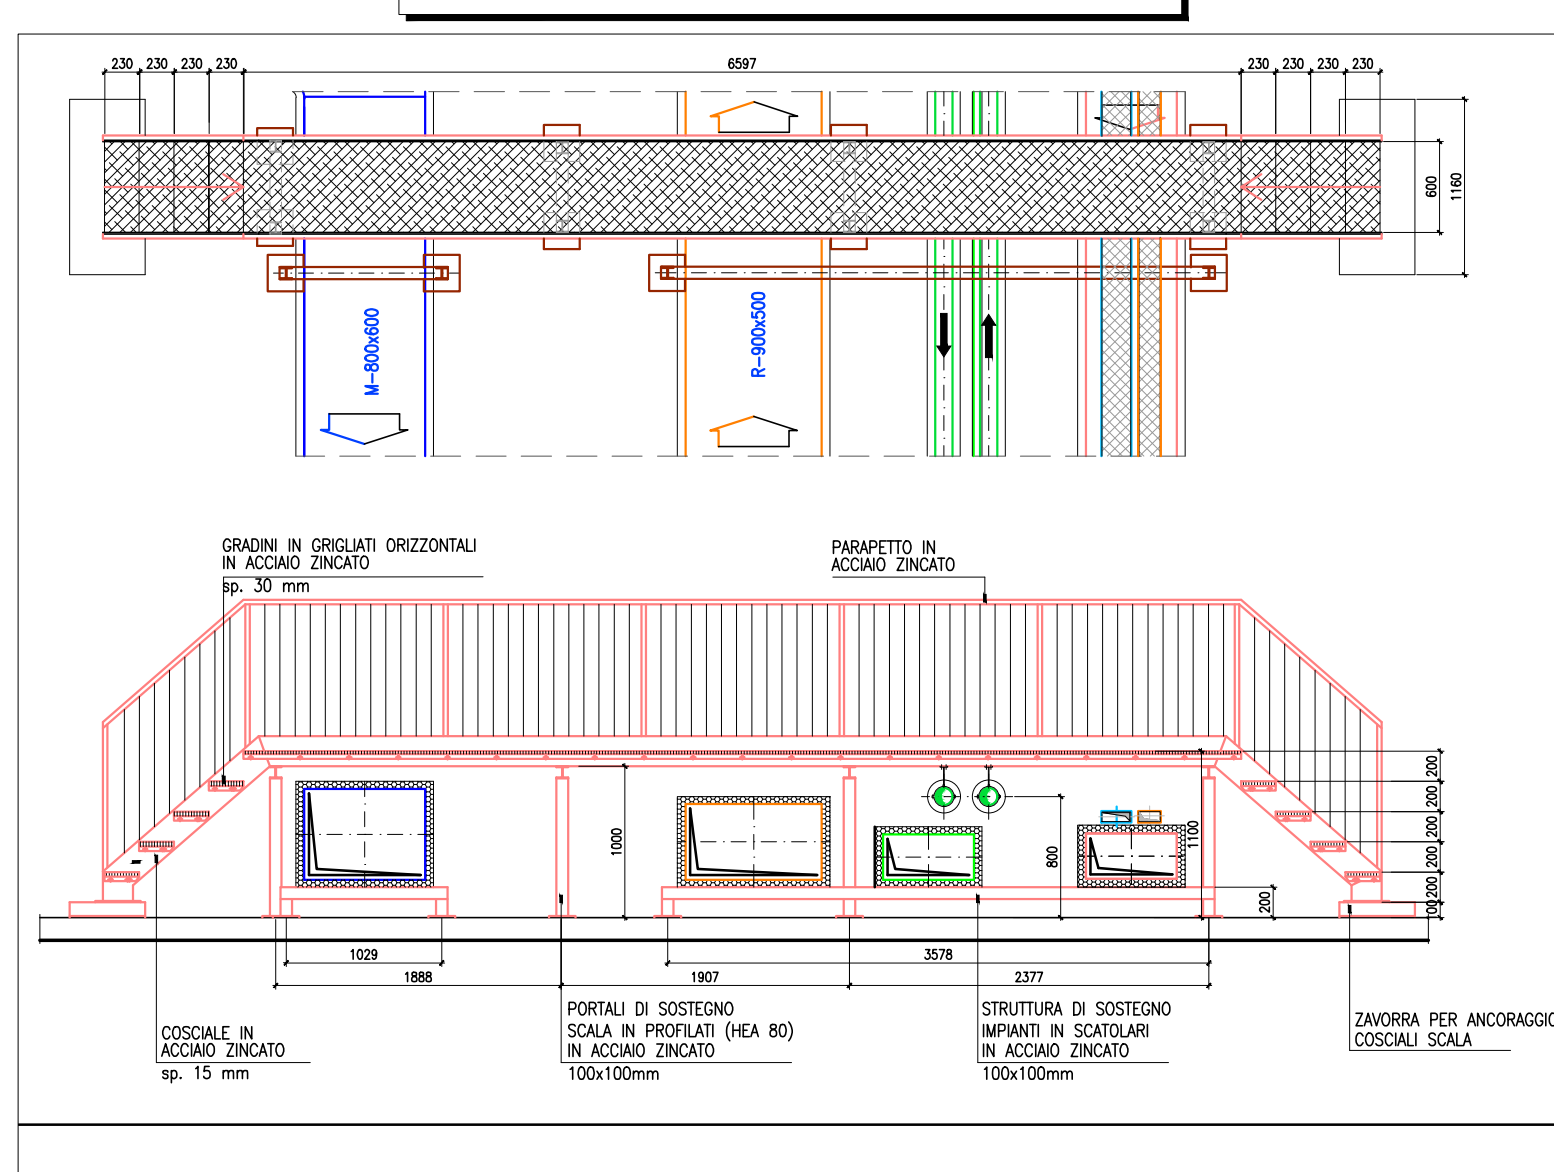 230 230 230 230 6597 230 230 230 230
600
1160
M-800x600
R-900x500
GRADINI IN GRIGLIATI ORIZZONTALI
IN ACCIAIO ZINCATO
sp. 30 mm
PARAPETTO IN
ACCIAIO ZINCATO
1000
800
1100
200
200
200
200
200
200
100
1029
3578
1888
1907
2377
COSCIALE IN
ACCIAIO ZINCATO
sp. 15 mm
PORTALI DI SOSTEGNO
SCALA IN PROFILATI (HEA 80)
IN ACCIAIO ZINCATO
100x100mm
STRUTTURA DI SOSTEGNO
IMPIANTI IN SCATOLARI
IN ACCIAIO ZINCATO
100x100mm
ZAVORRA PER ANCORAGGIO
COSCIALI SCALA